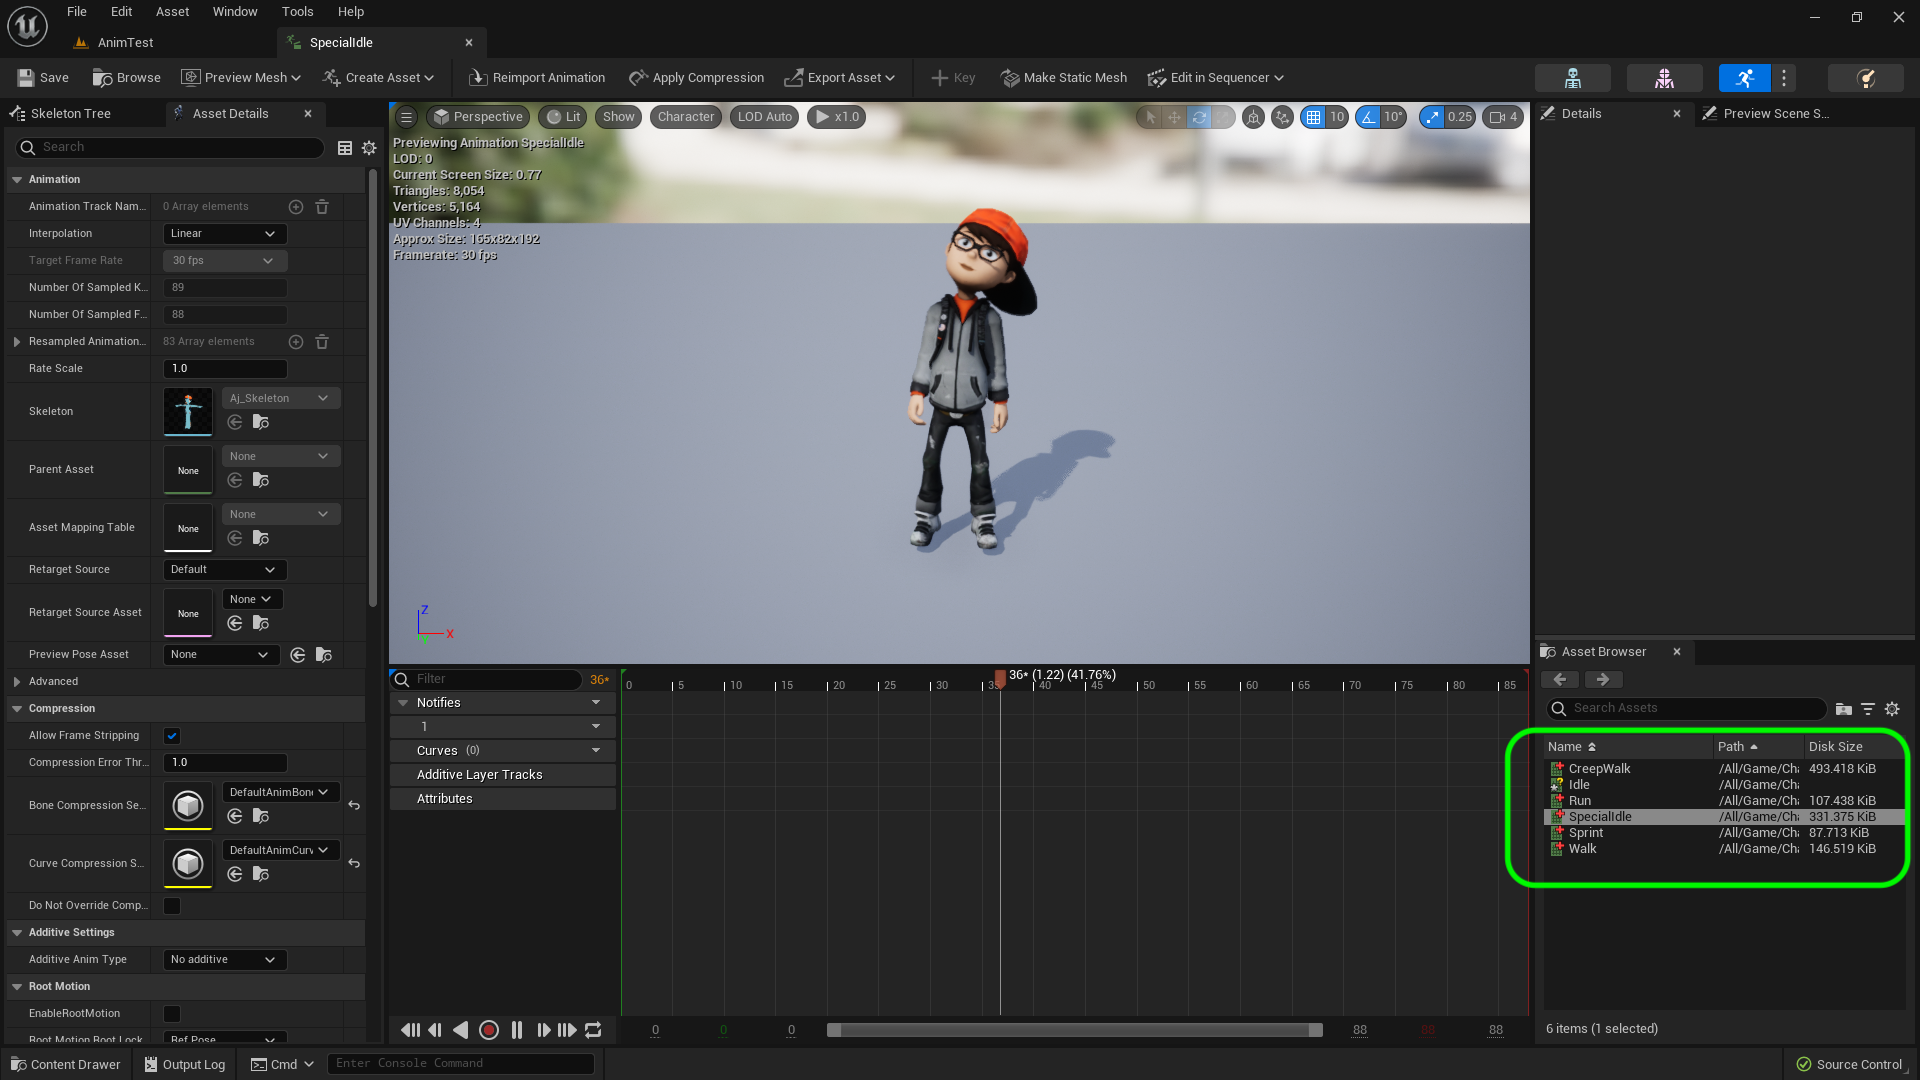 File Edit Asset Window Tools Help
AnimTest SpecialIdle
Save Browse Preview Mesh Create Asset Reimport Animation Apply Compression Export Asset Key Make Static Mesh Edit in Sequencer
Skeleton Tree Asset Details
Search
Animation
Animation Track Nam... 0 Array elements
Interpolation Linear
Target Frame Rate 30 fps
Number Of Sampled K... 89
Number Of Sampled F... 88
Resampled Animation... 83 Array elements
Rate Scale 1.0
Skeleton Aj_Skeleton
Parent Asset None None
Asset Mapping Table None None
Retarget Source Default
Retarget Source Asset None None
Preview Pose Asset None
Advanced
Compression
Allow Frame Stripping
Compression Error Thr... 1.0
Bone Compression Se... DefaultAnimBon
Curve Compression S... DefaultAnimCurv
Do Not Override Comp...
Additive Settings
Additive Anim Type No additive
Root Motion
EnableRootMotion
Root Motion Root Lock Ref Pose
Perspective Lit Show Character LOD Auto x1.0 10 10° 0.25 4
Previewing Animation SpecialIdle
LOD: 0
Current Screen Size: 0.77
Triangles: 8,054
Vertices: 5,164
UV Channels: 4
Approx Size: 165x82x192
Framerate: 30 fps
Z
X
Y
Filter 36*
36* (1.22) (41.76%)
0 5 10 15 20 25 30 35 40 45 50 55 60 65 70 75 80 85
Notifies
1
Curves (0)
Additive Layer Tracks
Attributes
0 0 0 88 88 88
Details Preview Scene S...
Asset Browser
Search Assets
Name Path Disk Size
CreepWalk /All/Game/Cha 493.418 KiB
Idle /All/Game/Cha
Run /All/Game/Cha 107.438 KiB
SpecialIdle /All/Game/Cha 331.375 KiB
Sprint /All/Game/Cha 87.713 KiB
Walk /All/Game/Cha 146.519 KiB
6 items (1 selected)
Content Drawer Output Log Cmd Enter Console Command Source Control